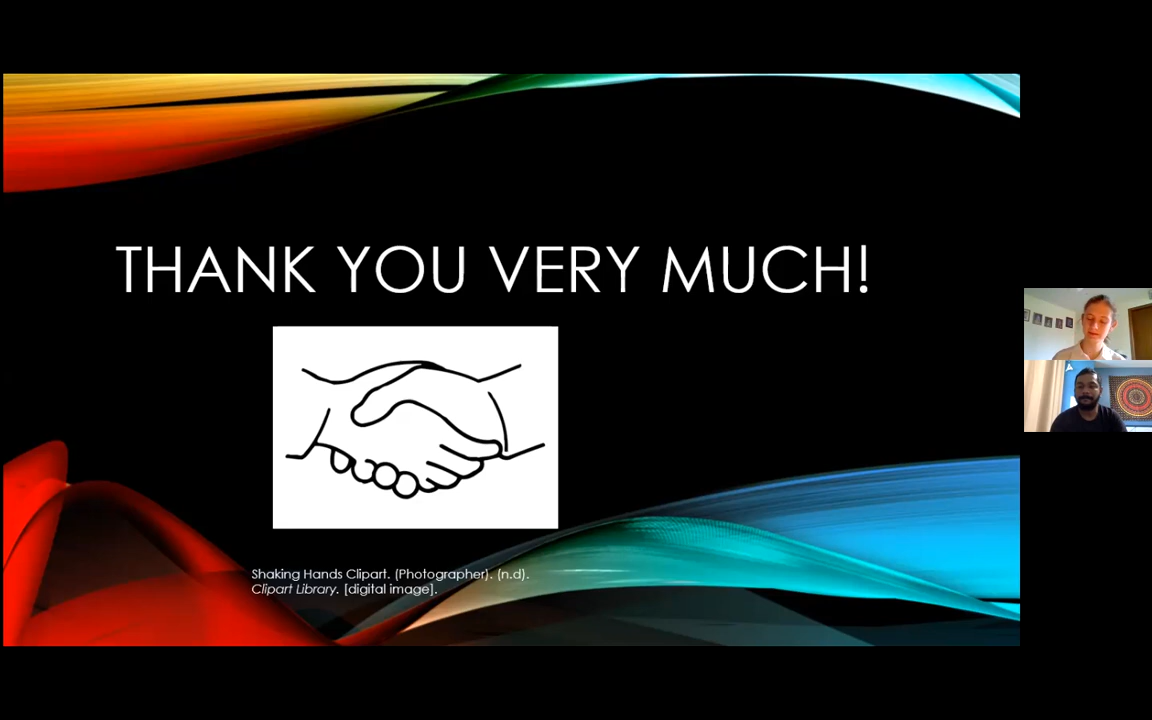 THANK YOU VERY MUCH!
Shaking Hands Clipart. (Photographer). (n.d).
Clipart Library. [digital image].